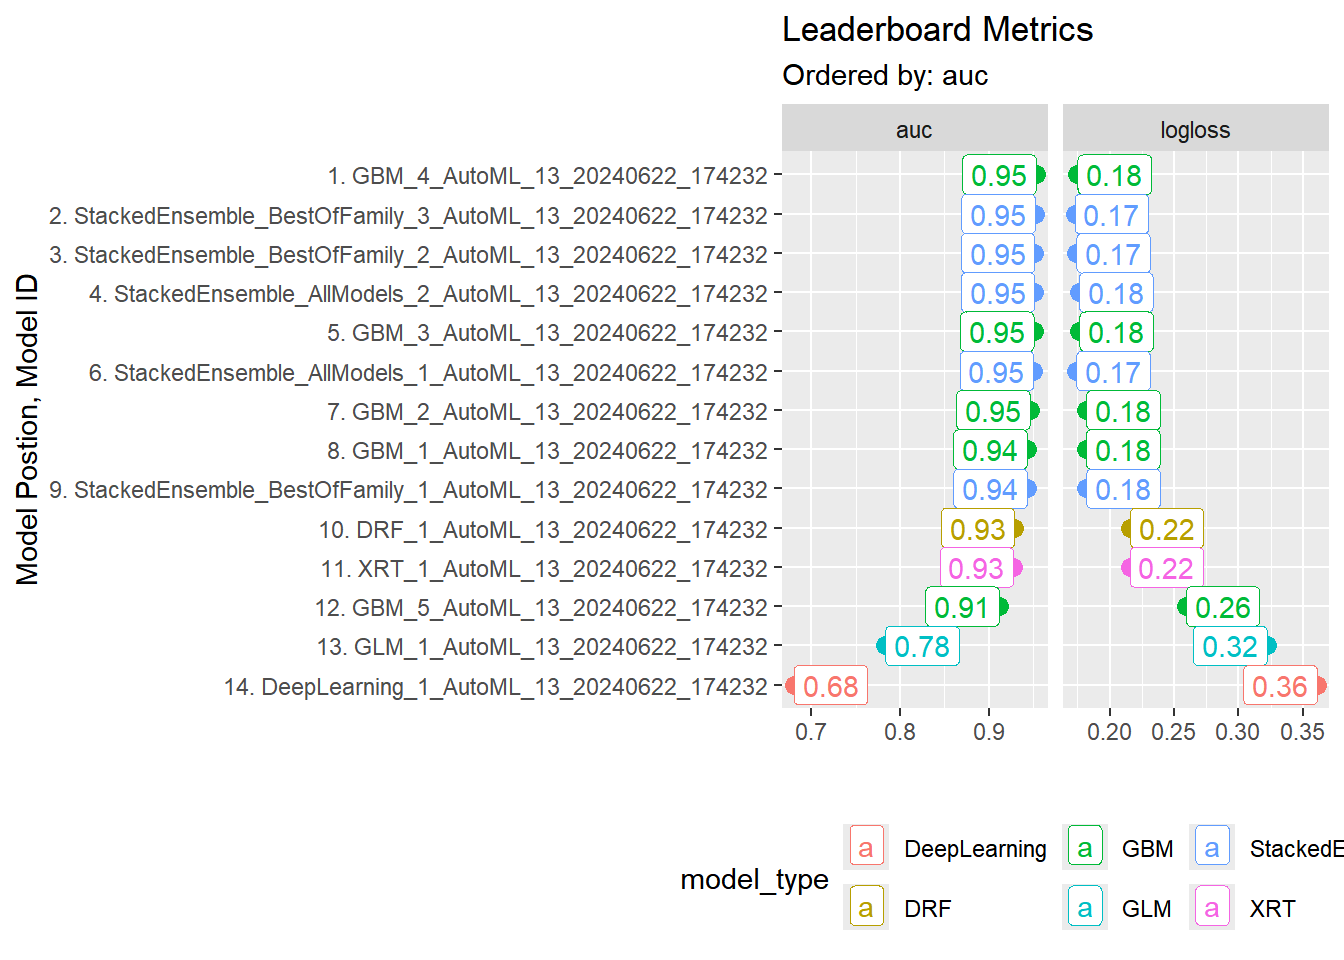 Leaderboard Metrics
Ordered by: auc
auc logloss
Model Postion, Model ID
1. GBM_4_AutoML_13_20240622_174232 0.95 0.18
2. StackedEnsemble_BestOfFamily_3_AutoML_13_20240622_174232 0.95 0.17
3. StackedEnsemble_BestOfFamily_2_AutoML_13_20240622_174232 0.95 0.17
4. StackedEnsemble_AllModels_2_AutoML_13_20240622_174232 0.95 0.18
5. GBM_3_AutoML_13_20240622_174232 0.95 0.18
6. StackedEnsemble_AllModels_1_AutoML_13_20240622_174232 0.95 0.17
7. GBM_2_AutoML_13_20240622_174232 0.95 0.18
8. GBM_1_AutoML_13_20240622_174232 0.94 0.18
9. StackedEnsemble_BestOfFamily_1_AutoML_13_20240622_174232 0.94 0.18
10. DRF_1_AutoML_13_20240622_174232 0.93 0.22
11. XRT_1_AutoML_13_20240622_174232 0.93 0.22
12. GBM_5_AutoML_13_20240622_174232 0.91 0.26
13. GLM_1_AutoML_13_20240622_174232 0.78 0.32
14. DeepLearning_1_AutoML_13_20240622_174232 0.68 0.36
0.7 0.8 0.9 0.20 0.25 0.30 0.35
model_type
a DeepLearning a GBM a StackedE
a DRF a GLM a XRT